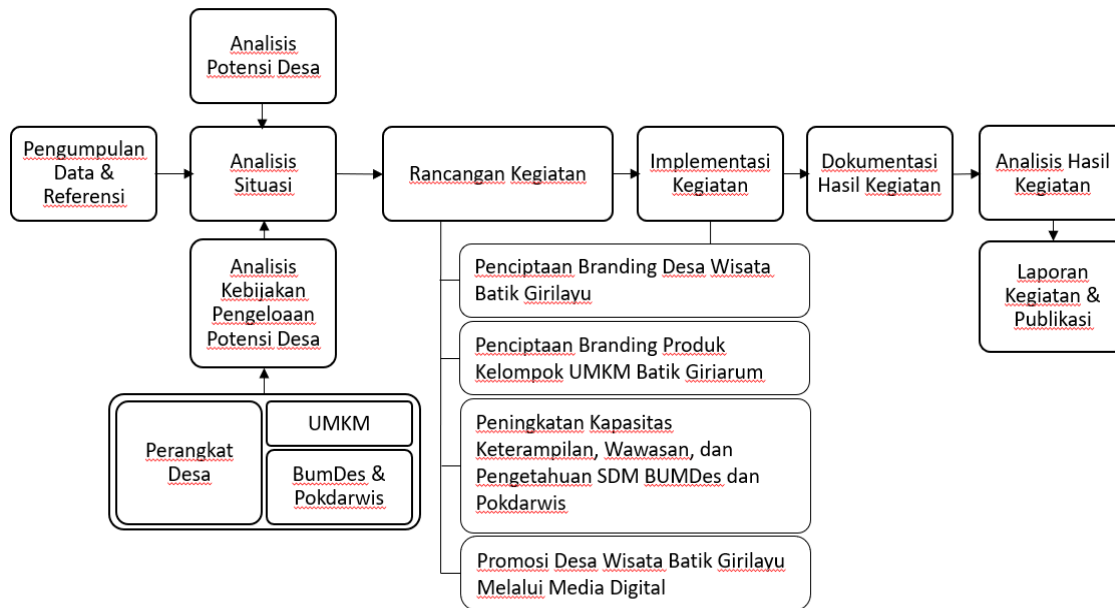 Analisis
Potensi Desa
Pengumpulan
Data &
Referensi
Analisis
Situasi
Rancangan Kegiatan
Implementasi
Kegiatan
Dokumentasi
Hasil Kegiatan
Analisis Hasil
Kegiatan
Analisis
Kebijakan
Pengeloaan
Potensi Desa
Penciptaan Branding Desa Wisata
Batik Girilayu
Laporan
Kegiatan &
Publikasi
Penciptaan Branding Produk
Kelompok UMKM Batik Giriarum
Perangkat
Desa
UMKM
BumDes &
Pokdarwis
Peningkatan Kapasitas
Keterampilan, Wawasan, dan
Pengetahuan SDM BUMDes dan
Pokdarwis
Promosi Desa Wisata Batik Girilayu
Melalui Media Digital